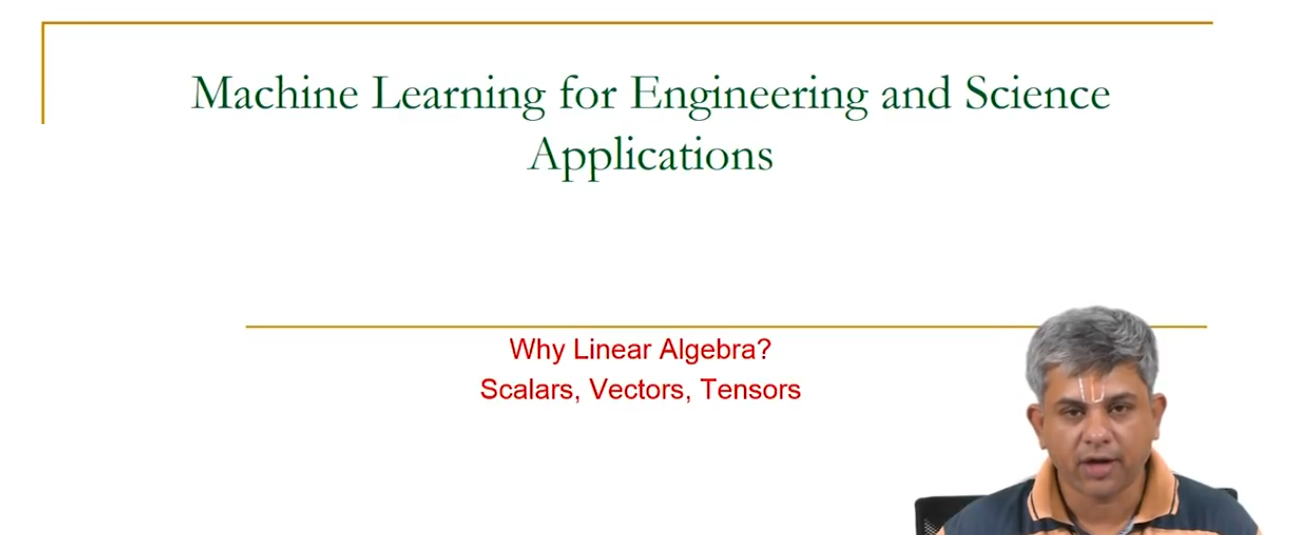 Machine Learning for Engineering and Science
Applications
Why Linear Algebra?
Scalars, Vectors, Tensors